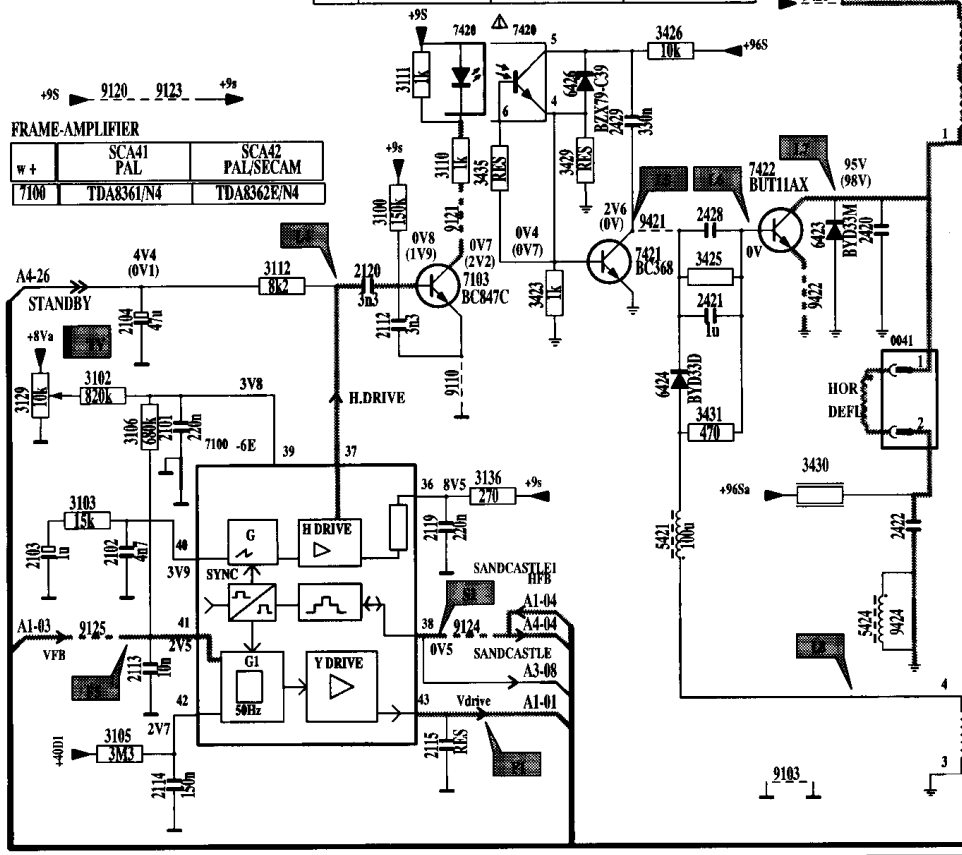 +9S
7420
7420
5
3426
10k
+96S
3111
1k
6
4
6426
BZX79-C39
2429
330n
+9S
9120
9123
+9s
FRAME-AMPLIFIER
w +
SCA41
PAL
SCA42
PAL/SECAM
7100
TDA8361/N4
TDA8362E/N4
+9s
3110
1k
3435
RES
3429
RES
1
3100
150k
9121
7422
BUT11AX
L7
95V
(98V)
2V6
(0V)
9421
L4
2428
0V8
(1V9)
0V7
(2V2)
0V4
(0V7)
7421
BC368
0V
6423
BYD33M
2420
A4-26
STANDBY
4V4
(0V1)
3112
8k2
2120
3n3
7103
BC847C
3425
2421
1u
9422
2104
47u
2112
3n3
3423
1k
+8Va
TV
0041
1
3129
10k
3102
820k
3V8
H.DRIVE
9110
6424
BYD33D
HOR
DEFL
3106
680k
2101
220n
7100 -6E
39
37
3431
470
2
3103
15k
36
8V5
3136
270
+9s
+96Sa
3430
2103
1u
2102
4n7
40
3V9
G
H DRIVE
2119
220n
5421
100u
2422
SYNC
SANDCASTLE1
HFB
A1-04
A1-03
9125
VFB
41
2V5
38
0V5
9124
A4-04
SANDCASTLE
5424
9424
2113
10n
G1
50Hz
Y DRIVE
A3-08
42
43
Vdrive
A1-01
4
2V7
+40D1
3105
3M3
2115
RES
2114
150n
9103
3